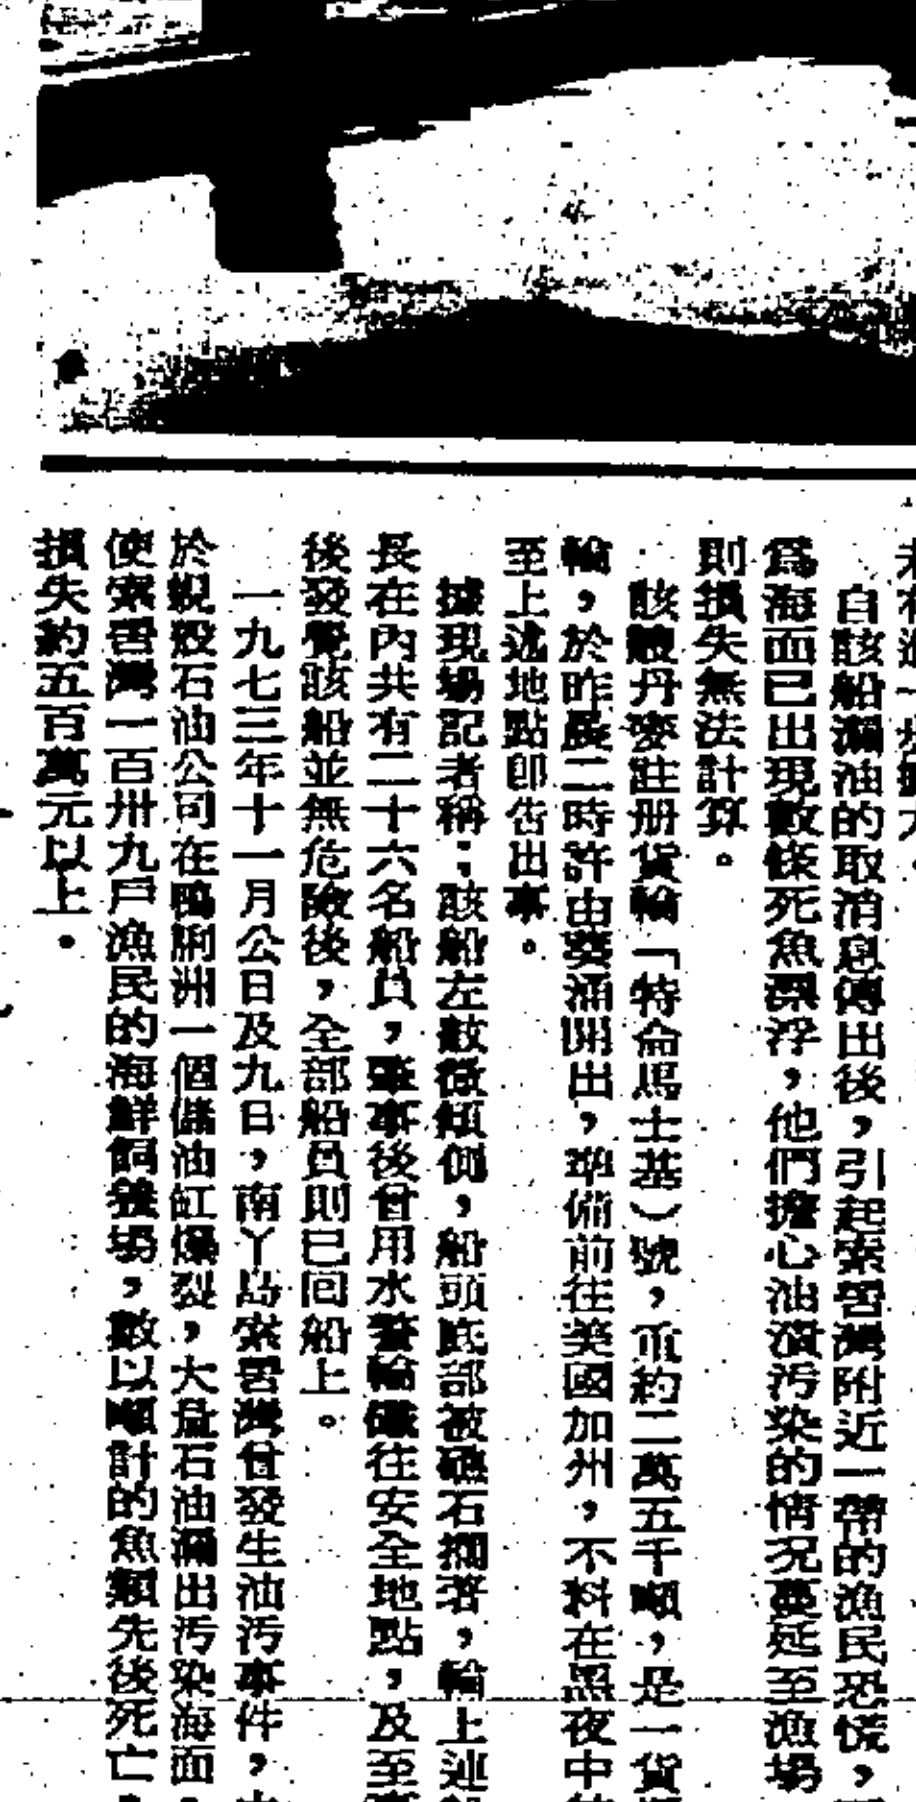 自該船漏油的取消息傳出後，引起索罟灣附近一帶的漁民恐慌，
爲海面已出現數條死魚漂浮，他們擔心油漬污染的情况蔓延至漁場
則損失無法計算。
該艘丹麥註册貨輪「特侖馬士基）號，重約二萬五千噸，是一貨
輪，於昨晨二時許由葵涌開出，準備前往美國加州，不料在黑夜中
至上述地點卽告出事。
據現場記者稱：該船左微傾側，船頭底部被礁石擱着，輪上連
長在內共有二十六名船員，肇事後曾用水警輪載往安全地點，及至
後發覺該船並無危險後，全部船員則已回船上。
一九七三年十一月公日及九日，南丫島索罟灣曾發生油污事件，
於蜆殼石油公司在鴨脷洲一個儲油缸爆裂，大量石油漏出污染海面，
使索罟灣一百卅九戶漁民的海鮮飼養場，數以噸計的魚類先後死亡，
損失約五百萬元以上。